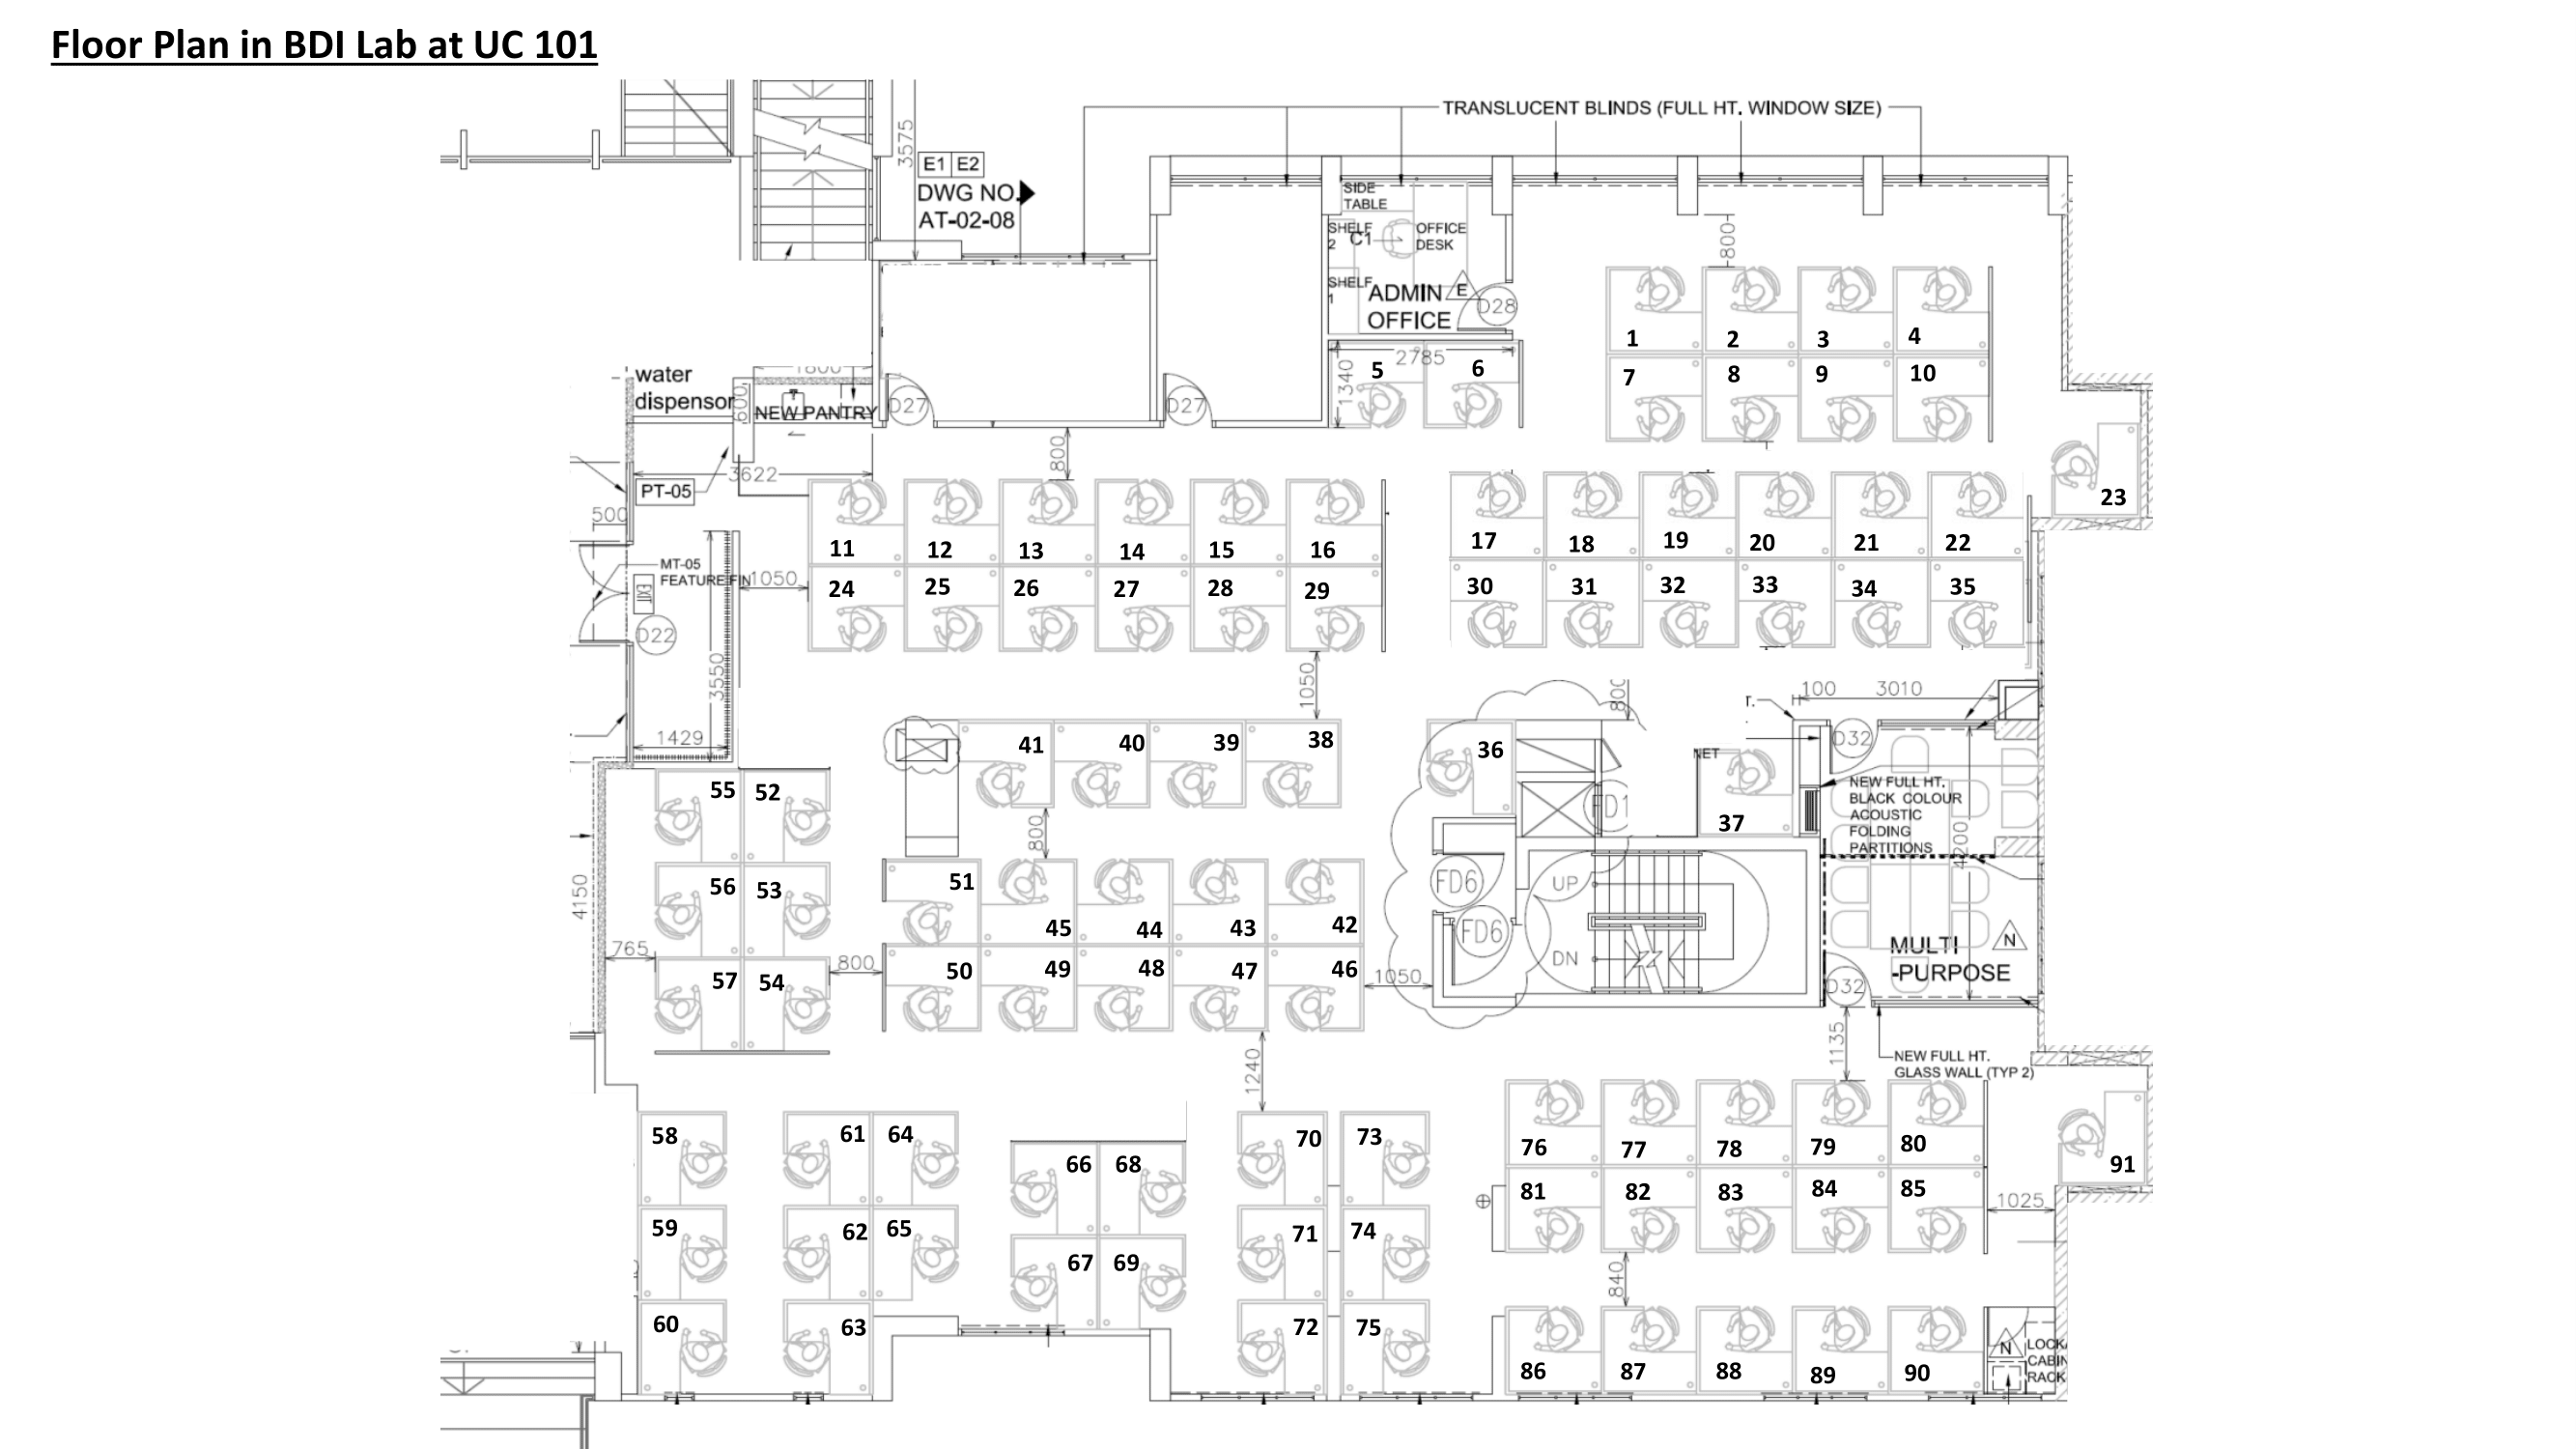 Floor Plan in BDI Lab at UC 101
TRANSLUCENT BLINDS (FULL HT. WINDOW SIZE)
3575
E1 E2
DWG NO.
AT-02-08
SIDE
TABLE
SHELF
2
C1
OFFICE
DESK
SHELF
1
ADMIN
OFFICE
E
D28
800
1 2 3 4
2785
1340
5 6
7 8 9 10
water
dispensor
1800
600
NEW PANTRY
D27
D27
800
3622
PT-05
500
23
11 12 13 14 15 16
17 18 19 20 21 22
MT-05
FEATURE FIN
1050
EXIT
D22
24 25 26 27 28 29
30 31 32 33 34 35
3550
1050
800
100 3010
1429
41 40 39 38
36
NET
37
FD1
D32
NEW FULL HT.
BLACK COLOUR
ACOUSTIC
FOLDING
PARTITIONS
4200
55 52
56 53
57 54
4150
765
800
800
51 45 44 43 42
50 49 48 47 46
1050
FD6
FD6
UP
DN
MULTI
-PURPOSE
N
D32
1135
1240
NEW FULL HT.
GLASS WALL (TYP 2)
58 61 64
59 62 65
60 63
66 68
67 69
70 73
71 74
72 75
76 77 78 79 80
91
81 82 83 84 85
1025
840
86 87 88 89 90
N
LOCK
CABIN
RACK